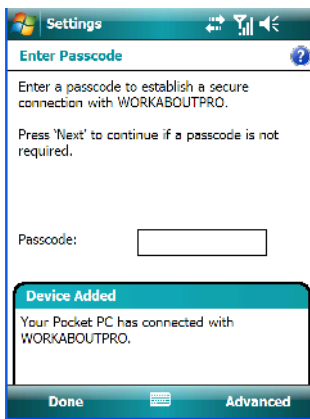 Settings
Enter Passcode
Enter a passcode to establish a secure
connection with WORKABOUTPRO.
Press 'Next' to continue if a passcode is not
required.
Passcode:
Device Added
Your Pocket PC has connected with
WORKABOUTPRO.
Done Advanced